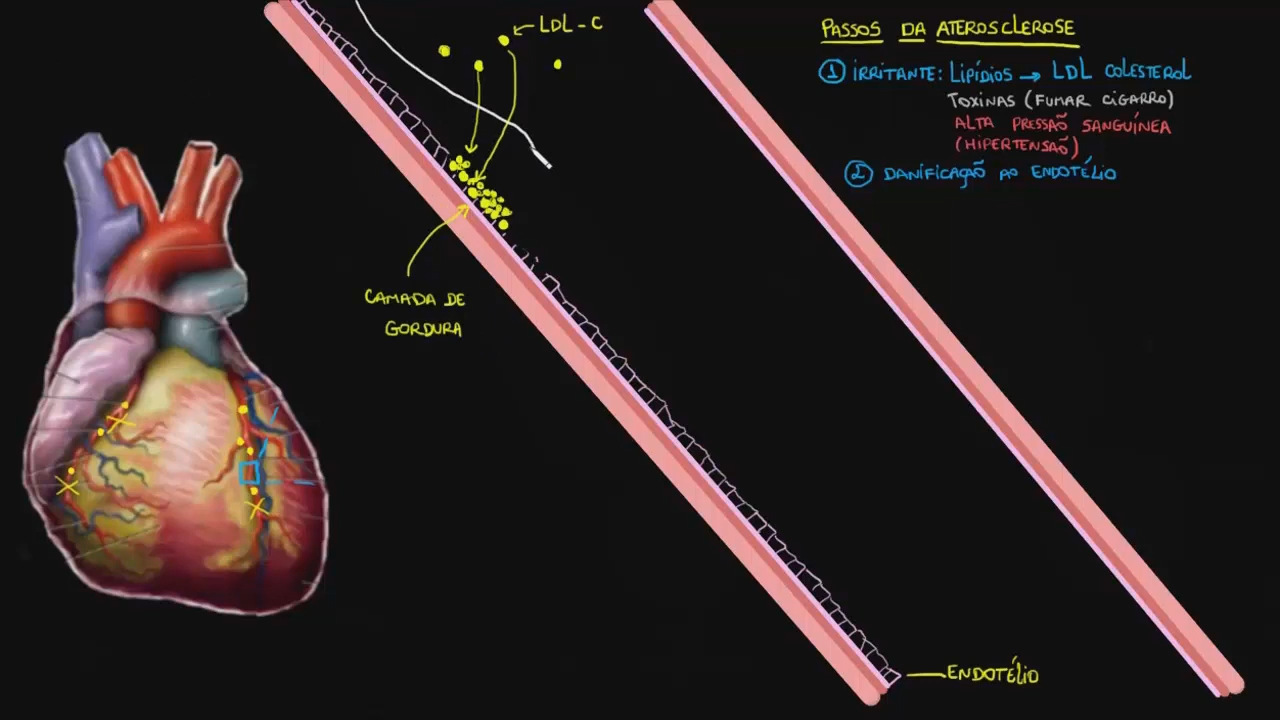 LDL-C
PASSOS DA ATEROSCLEROSE
① IRRITANTE: LIPÍDIOS → LDL COLESTEROL
TOXINAS (FUMAR CIGARRO)
ALTA PRESSÃO SANGUÍNEA
(HIPERTENSÃO)
② DANIFICAÇÃO AO ENDOTÉLIO
CAMADA DE
GORDURA
ENDOTÉLIO